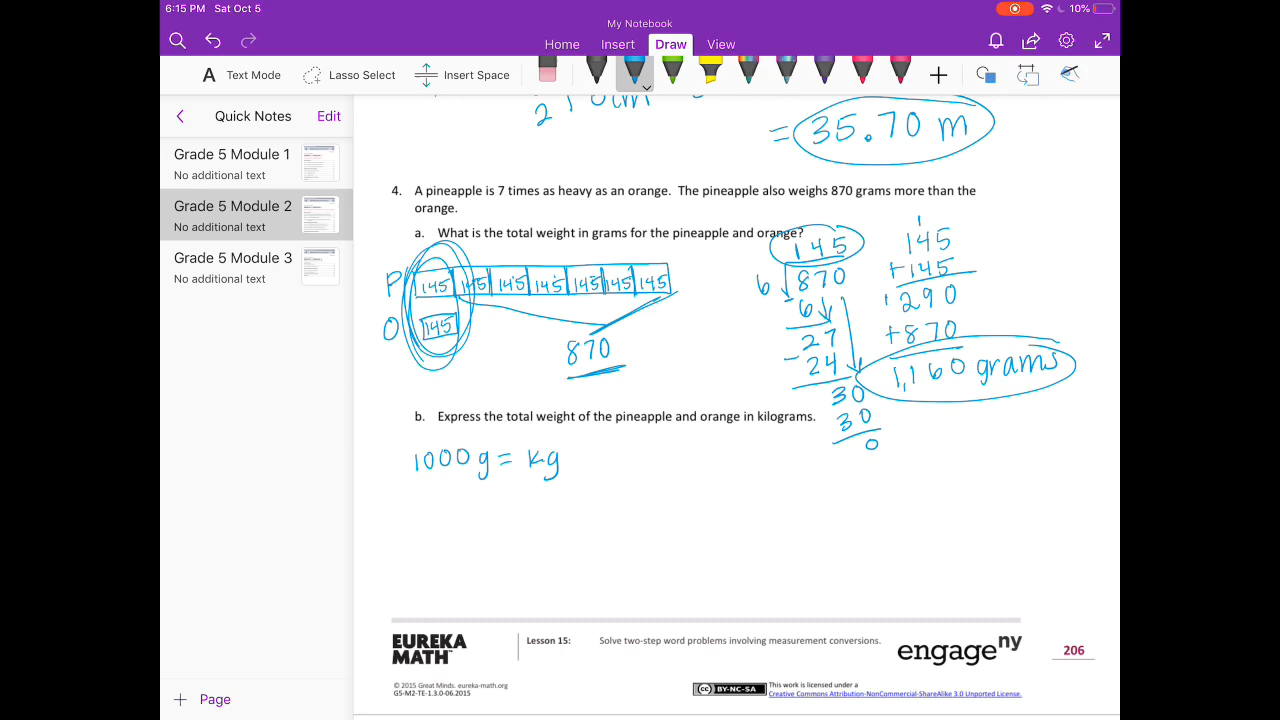 6:15 PM Sat Oct 5
10%
My Notebook
Home Insert Draw View
A Text Mode Lasso Select Insert Space
Quick Notes Edit
Grade 5 Module 1
No additional text
Grade 5 Module 2
No additional text
Grade 5 Module 3
No additional text
Page
= 35.70 m
4. A pineapple is 7 times as heavy as an orange. The pineapple also weighs 870 grams more than the
orange.
a. What is the total weight in grams for the pineapple and orange?
P 145 145 145 145 145 145 145
O 145
870
145
6 870
- 6
27
- 24
30
30
0
1
145
+145
1290
+870
1,160 grams
b. Express the total weight of the pineapple and orange in kilograms.
1000 g = kg
EUREKA
MATH
Lesson 15: Solve two-step word problems involving measurement conversions.
engage ny
206
© 2015 Great Minds. eureka-math.org
G5-M2-TE-1.3.0-06.2015
cc BY-NC-SA
This work is licensed under a
Creative Commons Attribution-NonCommercial-ShareAlike 3.0 Unported License.